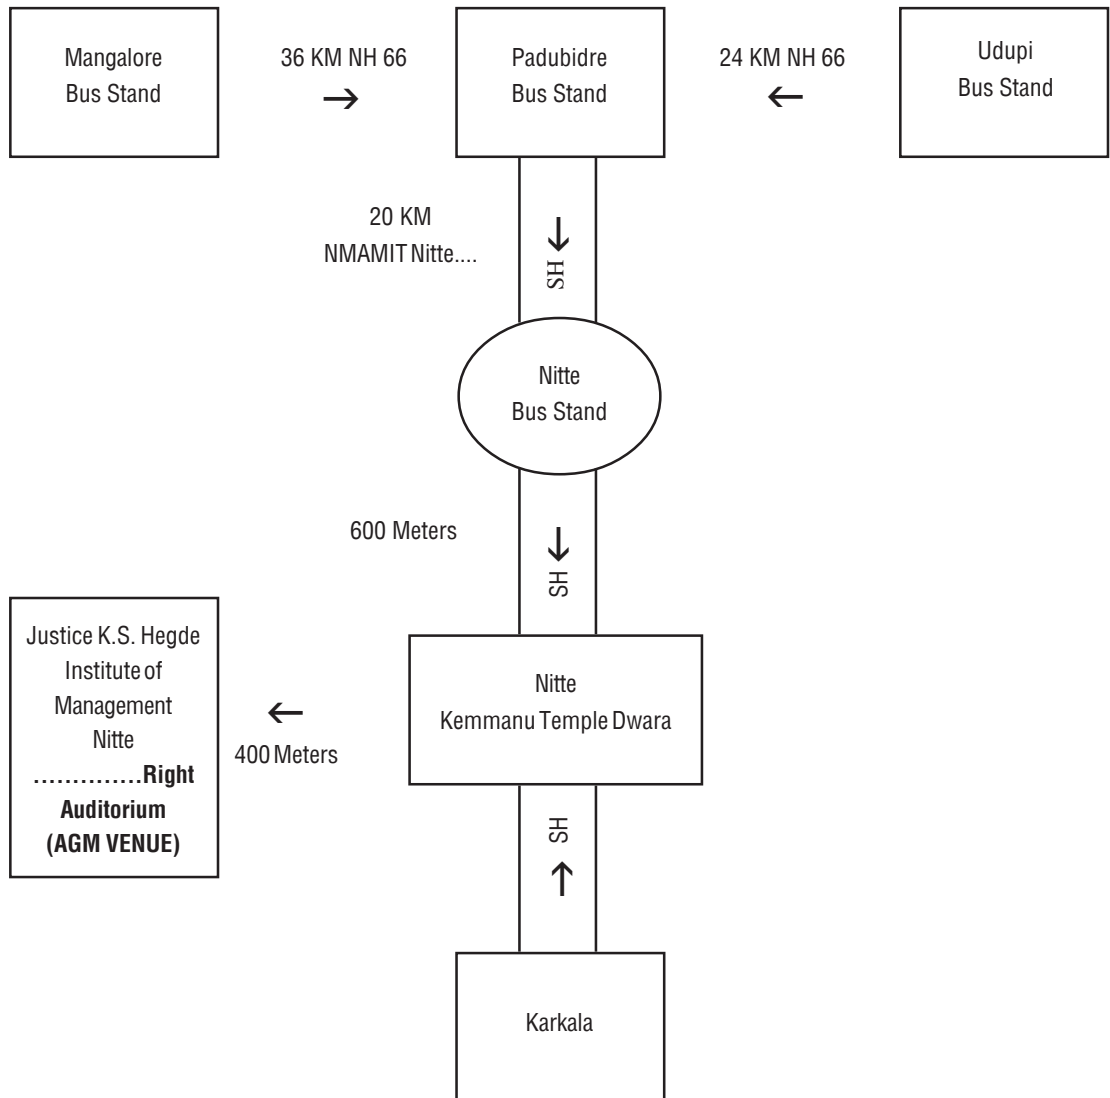 Mangalore
Bus Stand
36 KM NH 66
→
Padubidre
Bus Stand
24 KM NH 66
←
Udupi
Bus Stand
20 KM
NMAMIT Nitte....
SH
Nitte
Bus Stand
600 Meters
SH
Justice K.S. Hegde
Institute of
Management
Nitte
..............Right
Auditorium
(AGM VENUE)
←
400 Meters
Nitte
Kemmanu Temple Dwara
SH
Karkala